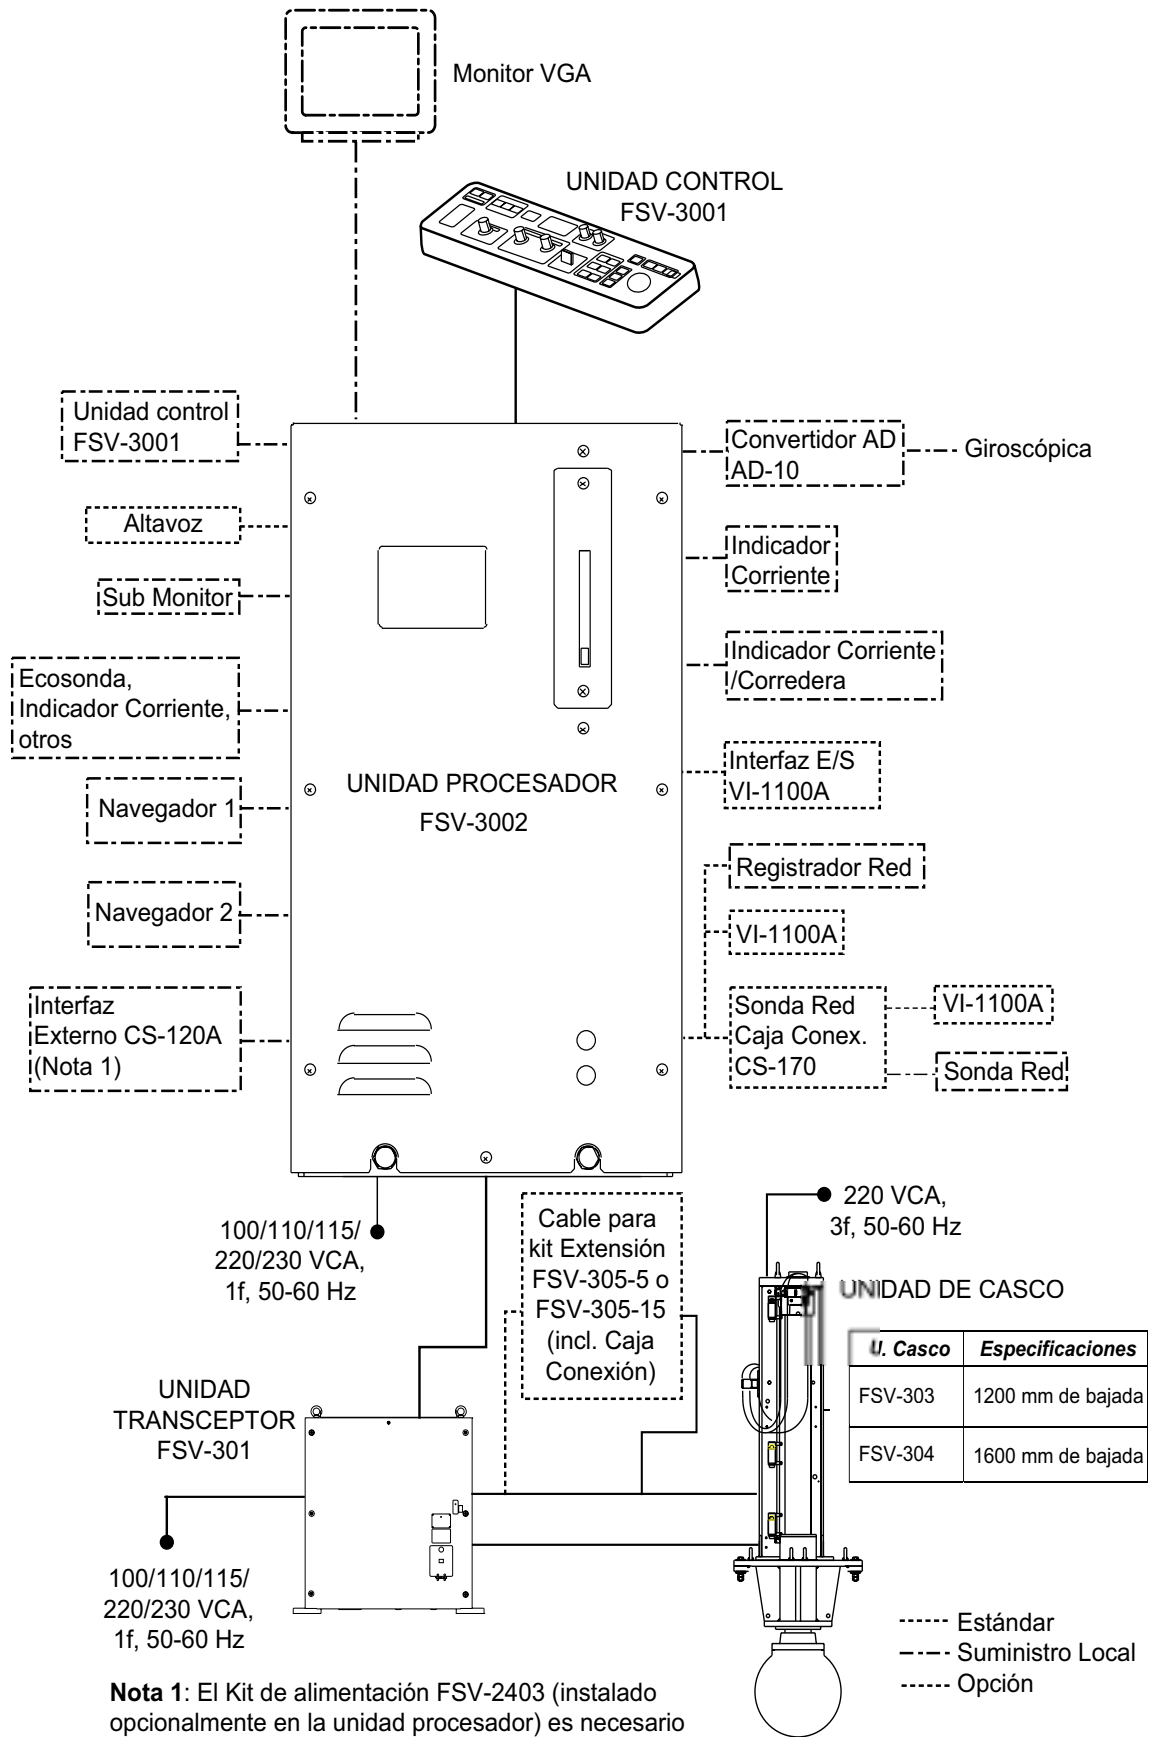 Monitor VGA
UNIDAD CONTROL
FSV-3001
Unidad control
FSV-3001
Altavoz
Sub Monitor
Ecosonda,
Indicador Corriente,
otros
Navegador 1
Navegador 2
Interfaz
Externo CS-120A
(Nota 1)
UNIDAD PROCESADOR
FSV-3002
Convertidor AD
AD-10
Giroscópica
Indicador
Corriente
Indicador Corriente
/Corredera
Interfaz E/S
VI-1100A
Registrador Red
VI-1100A
Sonda Red
Caja Conex.
CS-170
VI-1100A
Sonda Red
100/110/115/
220/230 VCA,
1f, 50-60 Hz
Cable para
kit Extensión
FSV-305-5 o
FSV-305-15
(incl. Caja
Conexión)
220 VCA,
3f, 50-60 Hz
UNIDAD DE CASCO
U. Casco Especificaciones
FSV-303 1200 mm de bajada
FSV-304 1600 mm de bajada
UNIDAD
TRANSCEPTOR
FSV-301
100/110/115/
220/230 VCA,
1f, 50-60 Hz
Estándar
Suministro Local
Opción
Nota 1: El Kit de alimentación FSV-2403 (instalado
opcionalmente en la unidad procesador) es necesario